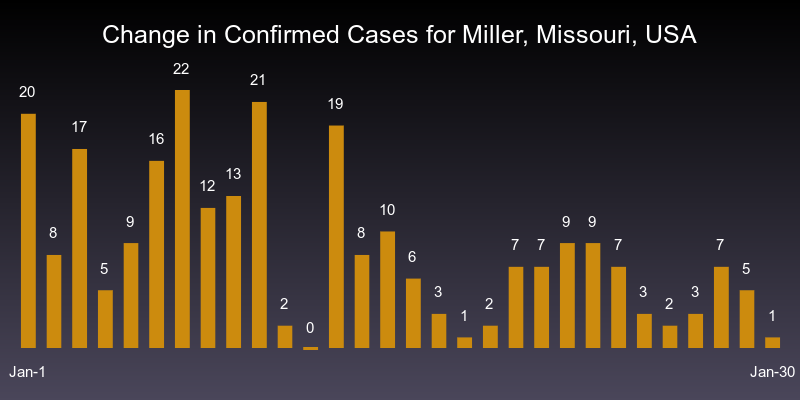 Change in Confirmed Cases for Miller, Missouri, USA
20 8 17 5 9 16 22 12 13 21 2 0 19 8 10 6 3 1 2 7 7 9 9 7 3 2 3 7 5 1
Jan-1 Jan-30